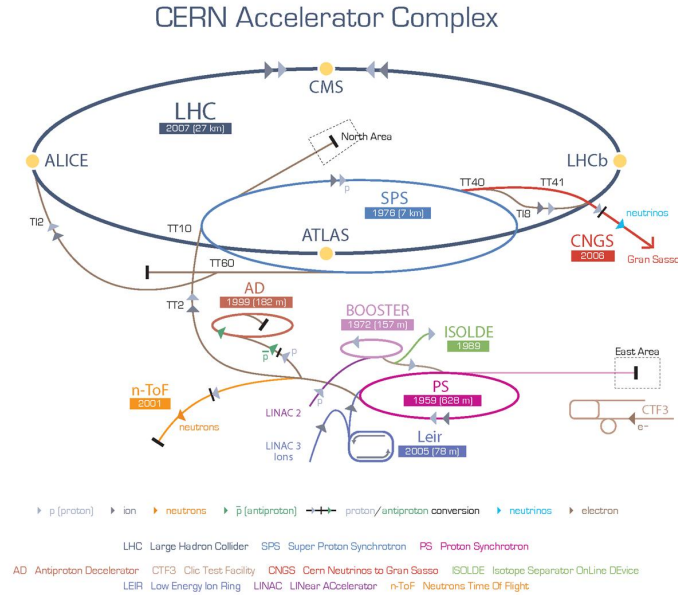 CERN Accelerator Complex
CMS
LHC
2007 (27 km)
North Area
ALICE
LHCb
TT40
TT41
SPS
1976 (7 km)
p
TI8
neutrinos
TI2
TT10
ATLAS
CNGS
2006
Gran Sasso
TT60
AD
1999 (182 m)
TT2
BOOSTER
1972 (157 m)
ISOLDE
1989
p
p̅
East Area
n-ToF
2001
PS
1959 (628 m)
LINAC 2
p
neutrons
CTF3
e–
Leir
2005 (78 m)
LINAC 3
Ions
p (proton) ion neutrons p̅ (antiproton) proton/antiproton conversion neutrinos electron
LHC Large Hadron Collider SPS Super Proton Synchrotron PS Proton Synchrotron
AD Antiproton Decelerator CTF3 Clic Test Facility CNGS Cern Neutrinos to Gran Sasso ISOLDE Isotope Separator OnLine DEvice
LEIR Low Energy Ion Ring LINAC LINear ACcelerator n-ToF Neutrons Time Of Flight